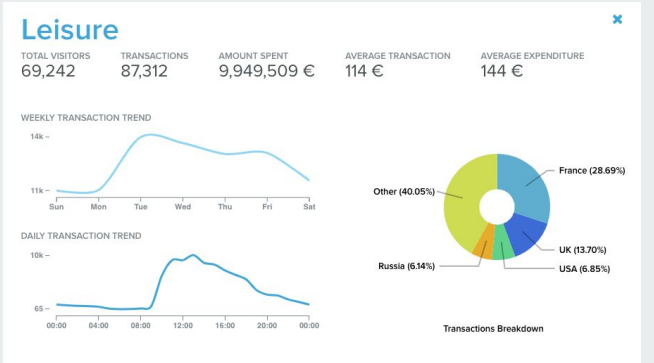 Leisure
TOTAL VISITORS TRANSACTIONS AMOUNT SPENT AVERAGE TRANSACTION AVERAGE EXPENDITURE
69,242 87,312 9,949,509 € 114 € 144 €
WEEKLY TRANSACTION TREND
14k
11k
Sun Mon Tue Wed Thu Fri Sat
France (28.69%)
Other (40.05%)
UK (13.70%)
Russia (6.14%)
USA (6.85%)
DAILY TRANSACTION TREND
10k
65
00:00 04:00 08:00 12:00 16:00 20:00 00:00
Transactions Breakdown